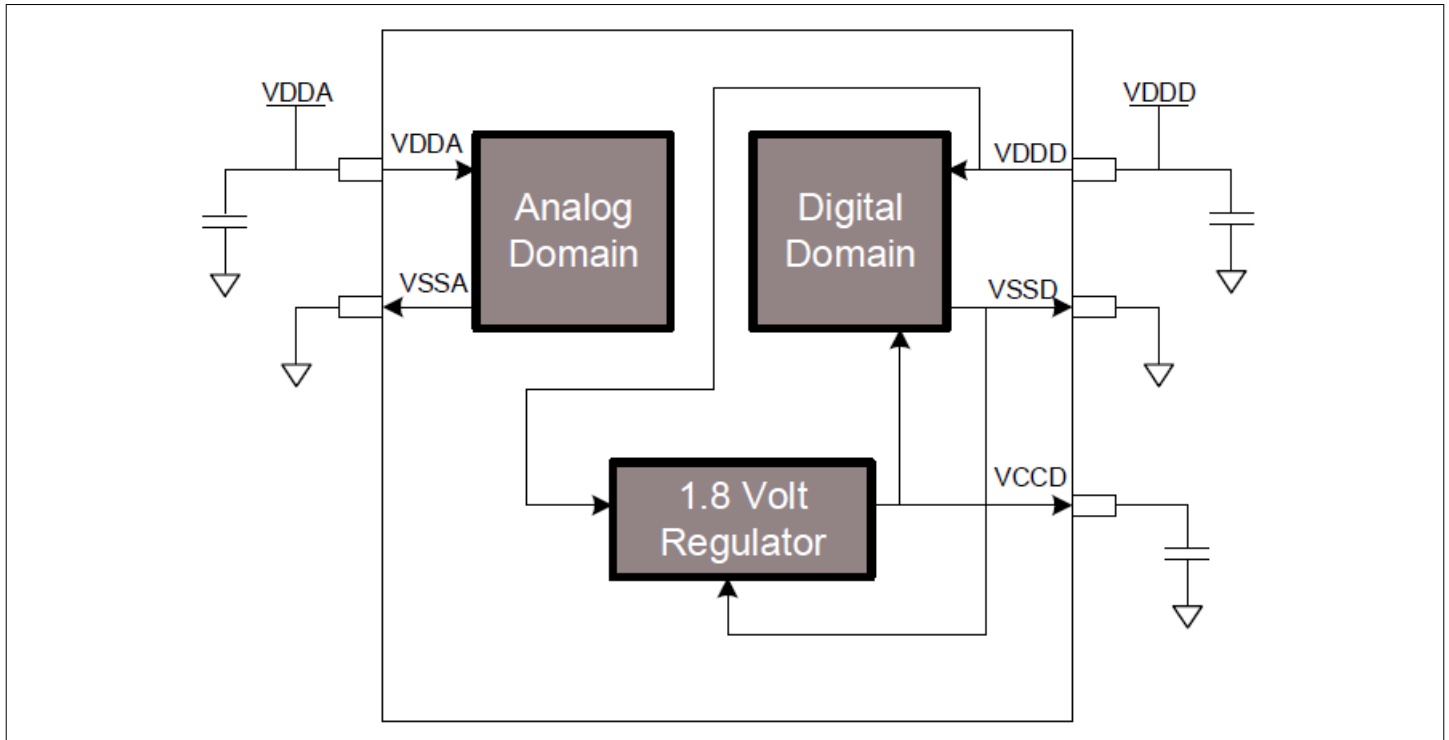 VDDA
VDDD
VDDA
VDDD
Analog
Domain
Digital
Domain
VSSA
VSSD
1.8 Volt
Regulator
VCCD